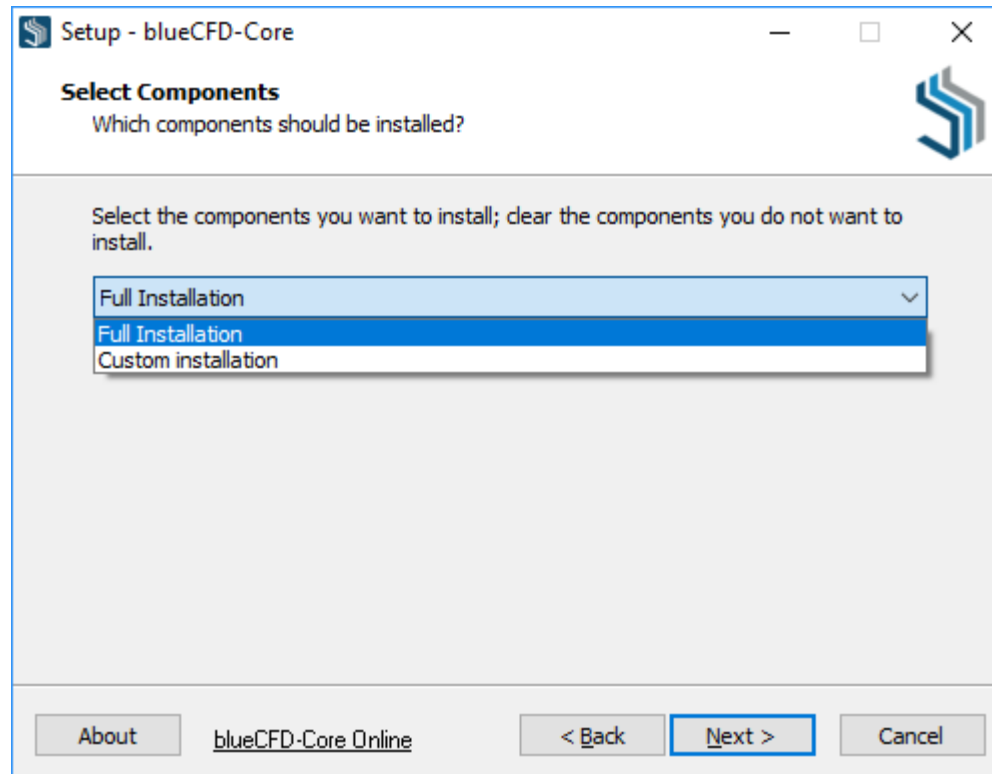 Setup - blueCFD-Core
Select Components
Which components should be installed?
Select the components you want to install; clear the components you do not want to
install.
Full Installation
Full Installation
Custom installation
About
blueCFD-Core Online
< Back
Next >
Cancel